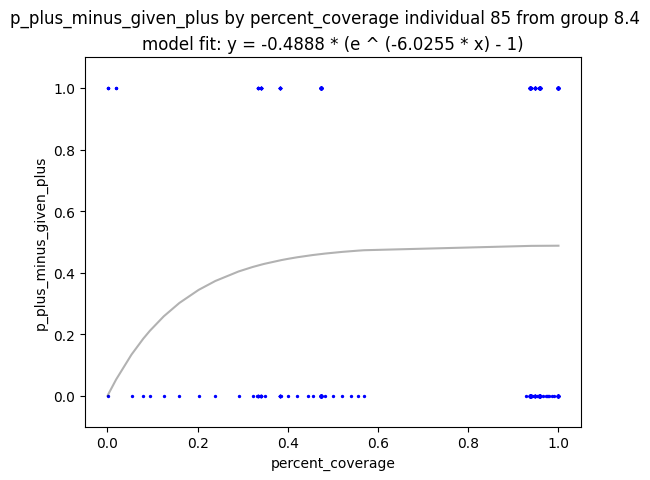 p_plus_minus_given_plus by percent_coverage individual 85 from group 8.4
model fit: y = -0.4888 * (e ^ (-6.0255 * x) - 1)
1.0
0.8
0.6
0.4
0.2
0.0
p_plus_minus_given_plus
0.0 0.2 0.4 0.6 0.8 1.0
percent_coverage